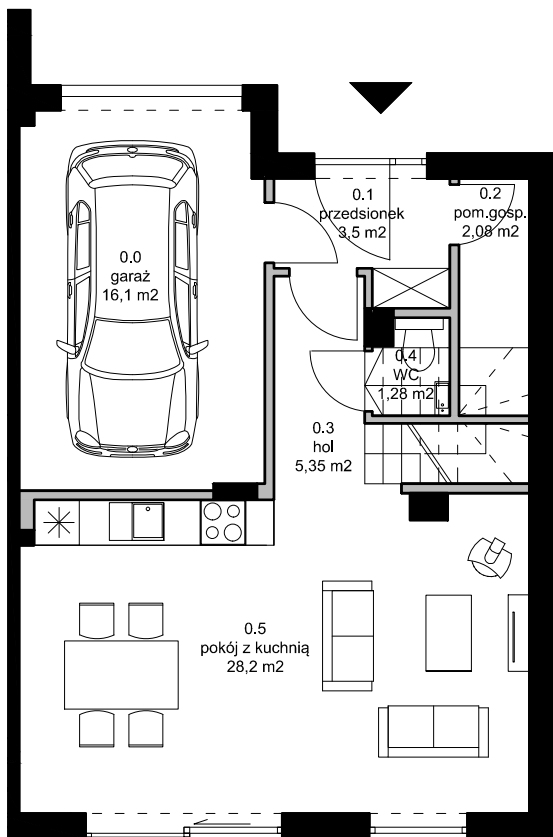 0.1
przedsionek
3,5 m2
0.2
pom.gosp.
2,08 m2
0.0
garaż
16,1 m2
0.4
WC
1,28 m2
0.3
hol
5,35 m2
0.5
pokój z kuchnią
28,2 m2